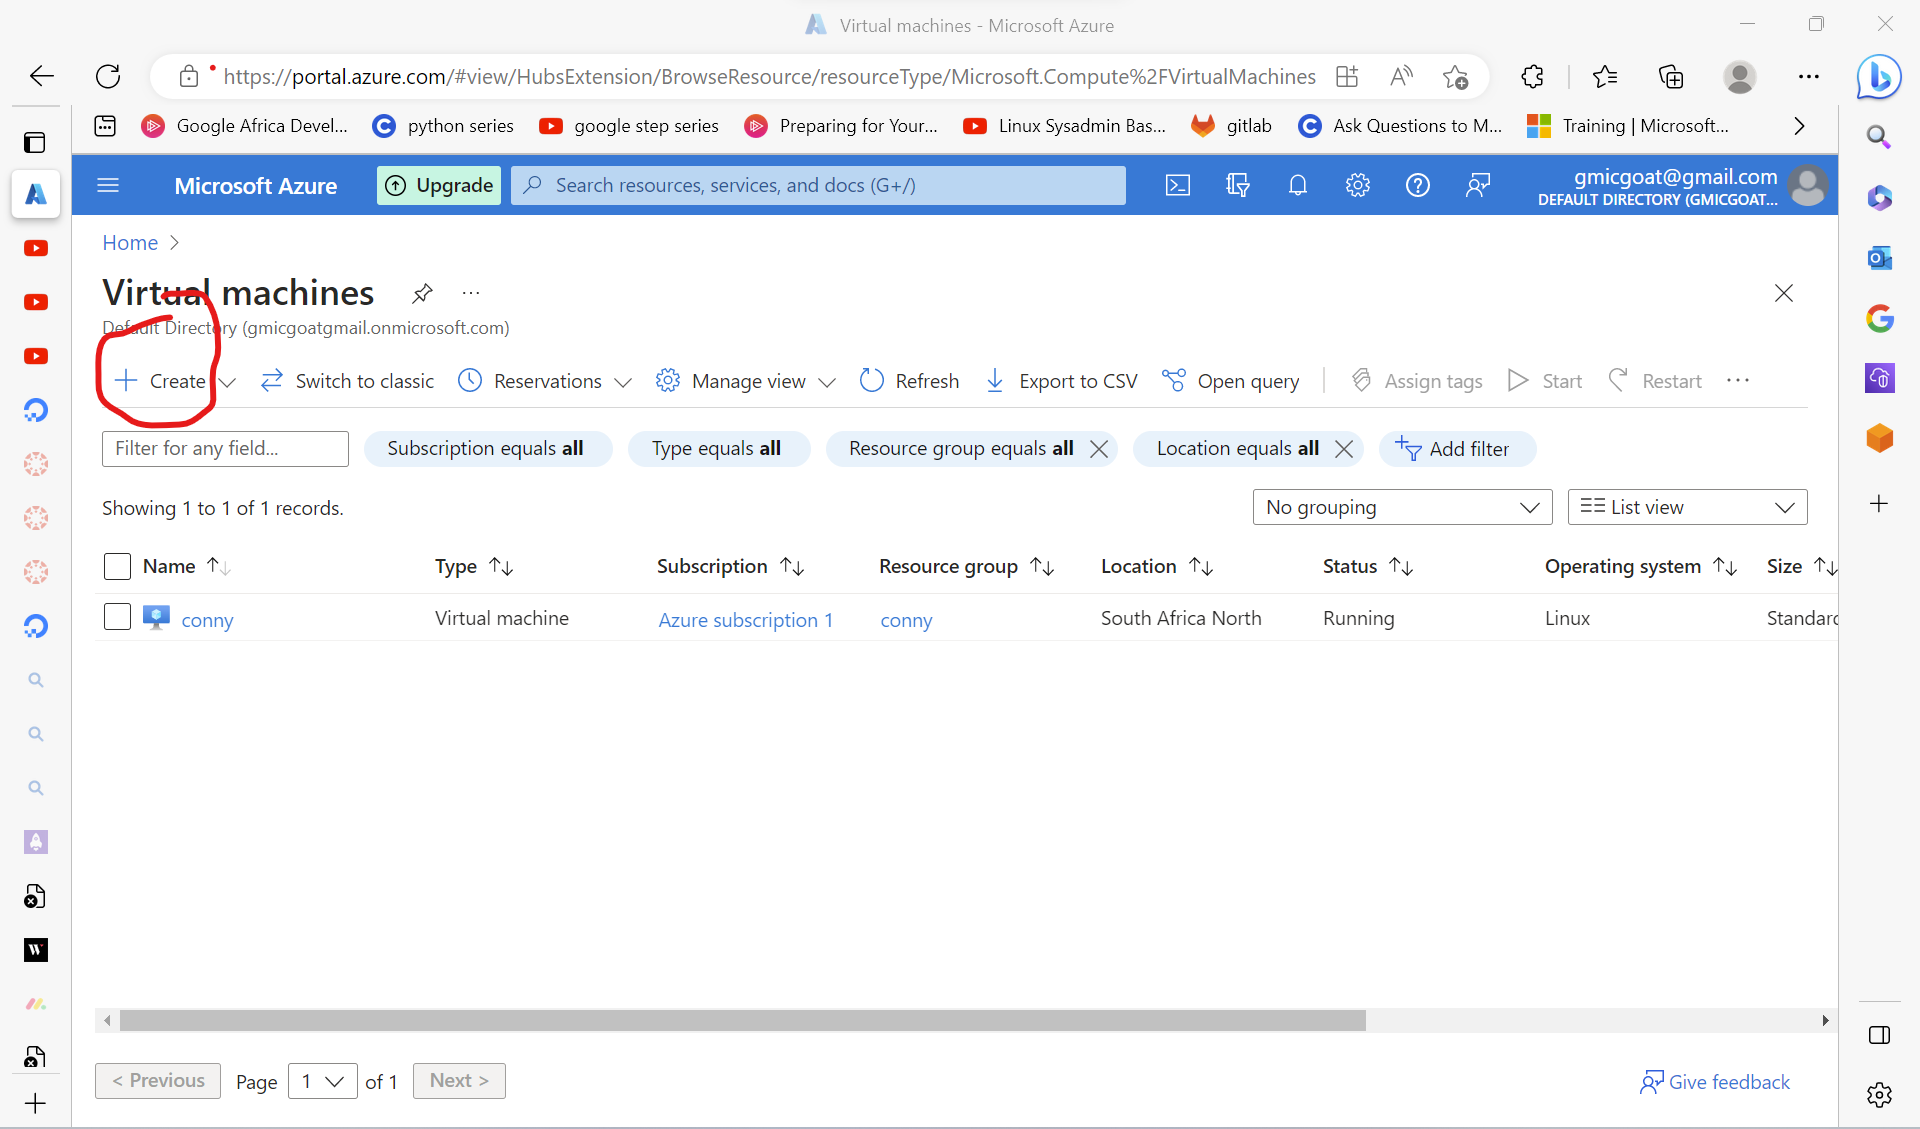 Virtual machines - Microsoft Azure
https://portal.azure.com/#view/HubsExtension/BrowseResource/resourceType/Microsoft.Compute%2FVirtualMachines
Google Africa Devel... python series google step series Preparing for Your... Linux Sysadmin Bas... gitlab Ask Questions to M... Training | Microsoft...
Microsoft Azure Upgrade Search resources, services, and docs (G+/) gmicgoat@gmail.com
DEFAULT DIRECTORY (GMICGOAT...
Home >
Virtual machines
Default Directory (gmicgoatgmail.onmicrosoft.com)
Create Switch to classic Reservations Manage view Refresh Export to CSV Open query Assign tags Start Restart
Filter for any field... Subscription equals all Type equals all Resource group equals all Location equals all Add filter
Showing 1 to 1 of 1 records. No grouping List view
Name Type Subscription Resource group Location Status Operating system Size
conny Virtual machine Azure subscription 1 conny South Africa North Running Linux Standard
< Previous Page 1 of 1 Next > Give feedback